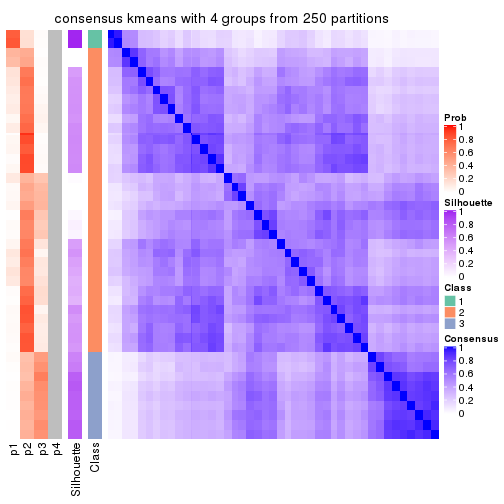 consensus kmeans with 4 groups from 250 partitions
Prob
1
0.8
0.6
0.4
0.2
0
Silhouette
1
0.8
0.6
0.4
0.2
0
Class
1
2
3
Consensus
1
0.8
0.6
0.4
0.2
0
p1
p2
p3
p4
Silhouette
Class